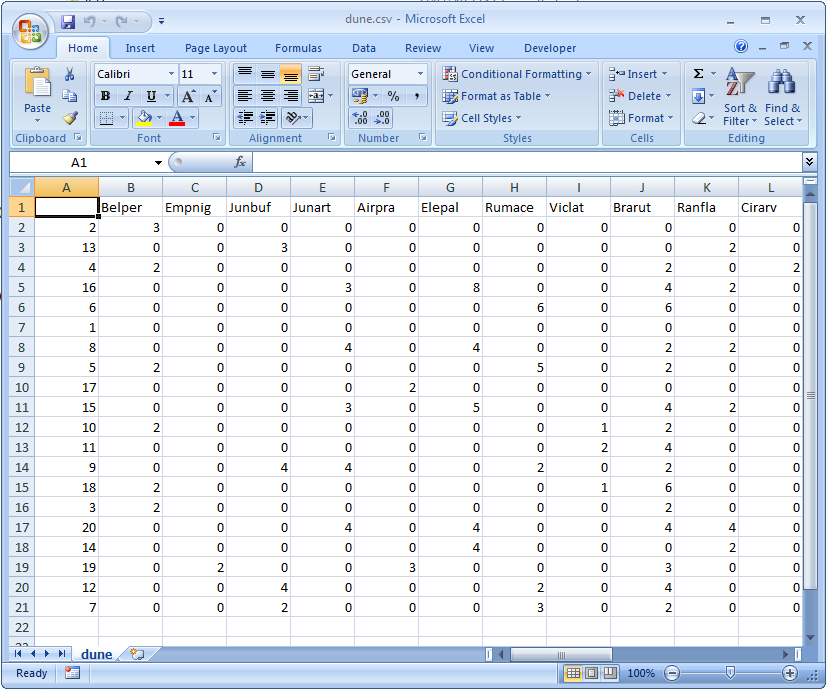 dune.csv - Microsoft Excel
Home Insert Page Layout Formulas Data Review View Developer
Paste
Clipboard
Calibri 11
B I U A A
A
Font
Alignment
General
% ,
.00 .0
Number
Conditional Formatting
Format as Table
Cell Styles
Styles
Insert
Delete
Format
Cells
Σ
Sort & Filter
Find & Select
Editing
A1 fx
A B C D E F G H I J K L
1 Belper Empnig Junbuf Junart Airpra Elepal Rumace Viclat Brarut Ranfla Cirarv
2 2 3 0 0 0 0 0 0 0 0 0 0
3 13 0 0 3 0 0 0 0 0 0 2 0
4 4 2 0 0 0 0 0 0 0 2 0 2
5 16 0 0 0 3 0 8 0 0 4 2 0
6 6 0 0 0 0 0 0 6 0 6 0 0
7 1 0 0 0 0 0 0 0 0 0 0 0
8 8 0 0 0 4 0 4 0 0 2 2 0
9 5 2 0 0 0 0 0 5 0 2 0 0
10 17 0 0 0 0 2 0 0 0 0 0 0
11 15 0 0 0 3 0 5 0 0 4 2 0
12 10 2 0 0 0 0 0 0 1 2 0 0
13 11 0 0 0 0 0 0 0 2 4 0 0
14 9 0 0 4 4 0 0 2 0 2 0 0
15 18 2 0 0 0 0 0 0 1 6 0 0
16 3 2 0 0 0 0 0 0 0 2 0 0
17 20 0 0 0 4 0 4 0 0 4 4 0
18 14 0 0 0 0 0 4 0 0 0 2 0
19 19 0 2 0 0 3 0 0 0 3 0 0
20 12 0 0 4 0 0 0 2 0 4 0 0
21 7 0 0 2 0 0 0 3 0 2 0 0
22
dune
Ready 100%